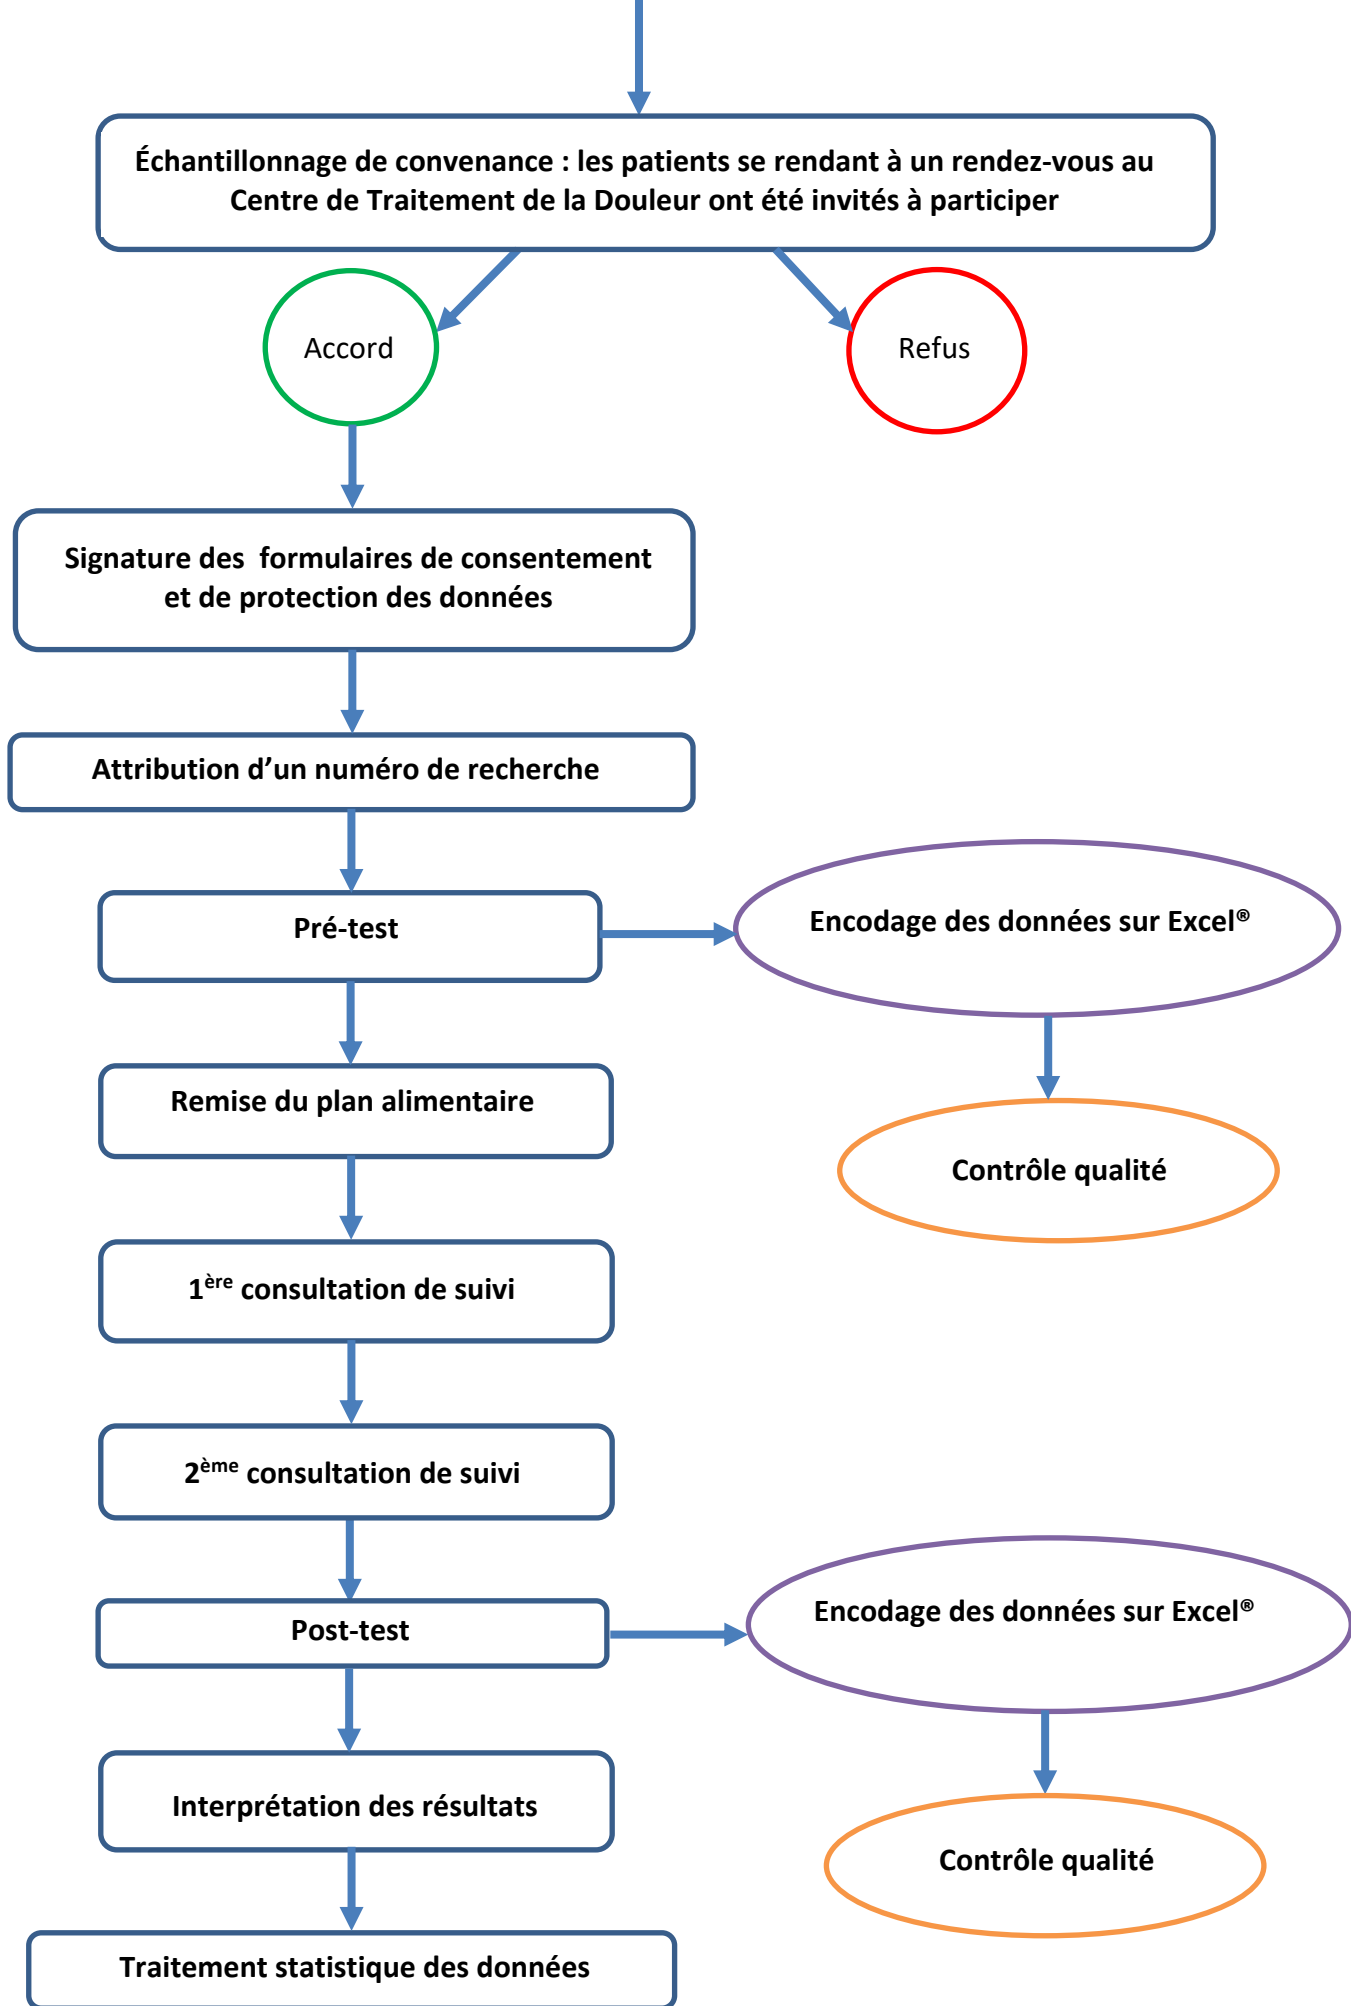 Échantillonnage de convenance : les patients se rendant à un rendez-vous au
Centre de Traitement de la Douleur ont été invités à participer
Accord
Refus
Signature des  formulaires de consentement
et de protection des données
Attribution d’un numéro de recherche
Pré-test
Encodage des données sur Excel®
Remise du plan alimentaire
Contrôle qualité
1ère consultation de suivi
2ème consultation de suivi
Post-test
Encodage des données sur Excel®
Interprétation des résultats
Contrôle qualité
Traitement statistique des données